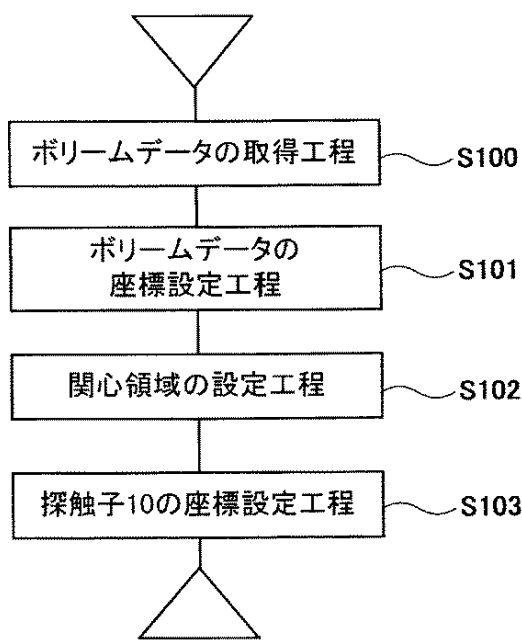 ボリームデータの取得工程
S100
ボリームデータの
座標設定工程
S101
関心領域の設定工程
S102
探触子10の座標設定工程
S103